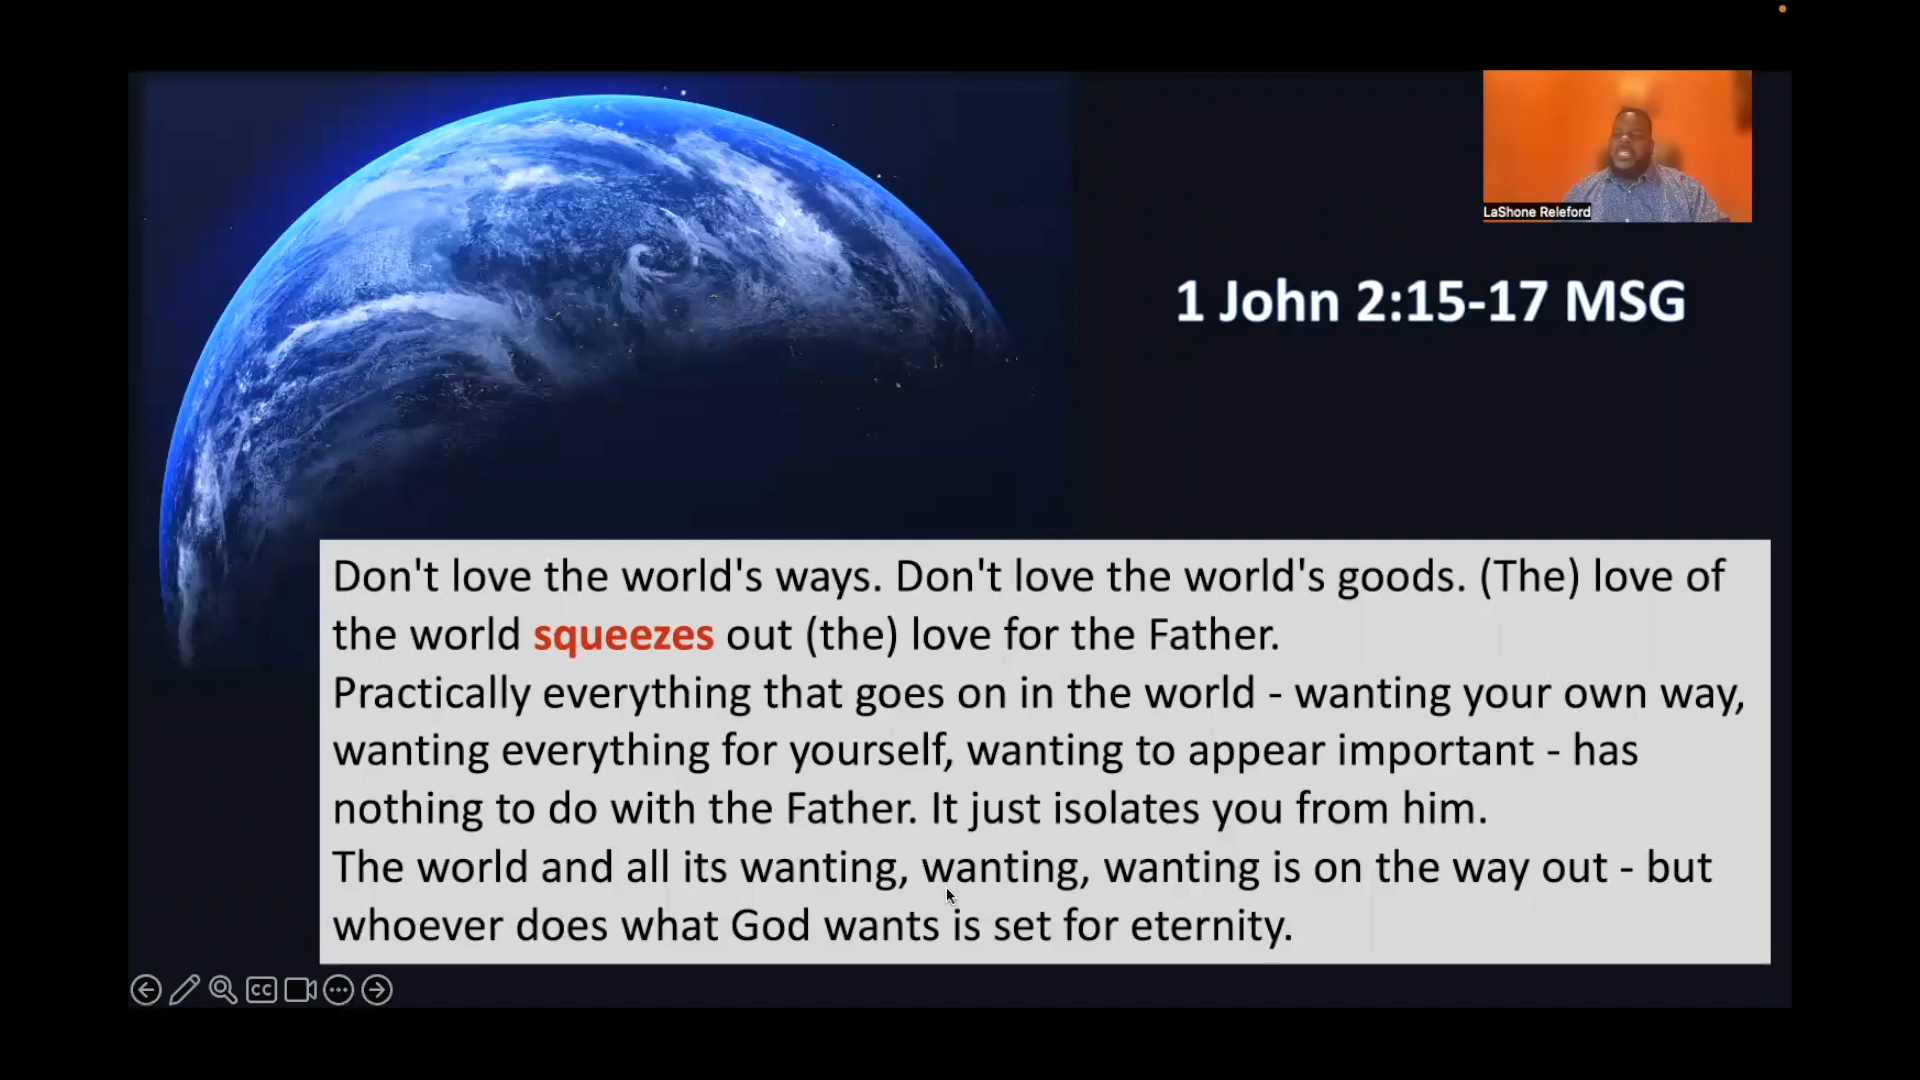 LaShone Releford
1 John 2:15-17 MSG
Don't love the world's ways. Don't love the world's goods. (The) love of
the world squeezes out (the) love for the Father.
Practically everything that goes on in the world - wanting your own way,
wanting everything for yourself, wanting to appear important - has
nothing to do with the Father. It just isolates you from him.
The world and all its wanting, wanting, wanting is on the way out - but
whoever does what God wants is set for eternity.
CC